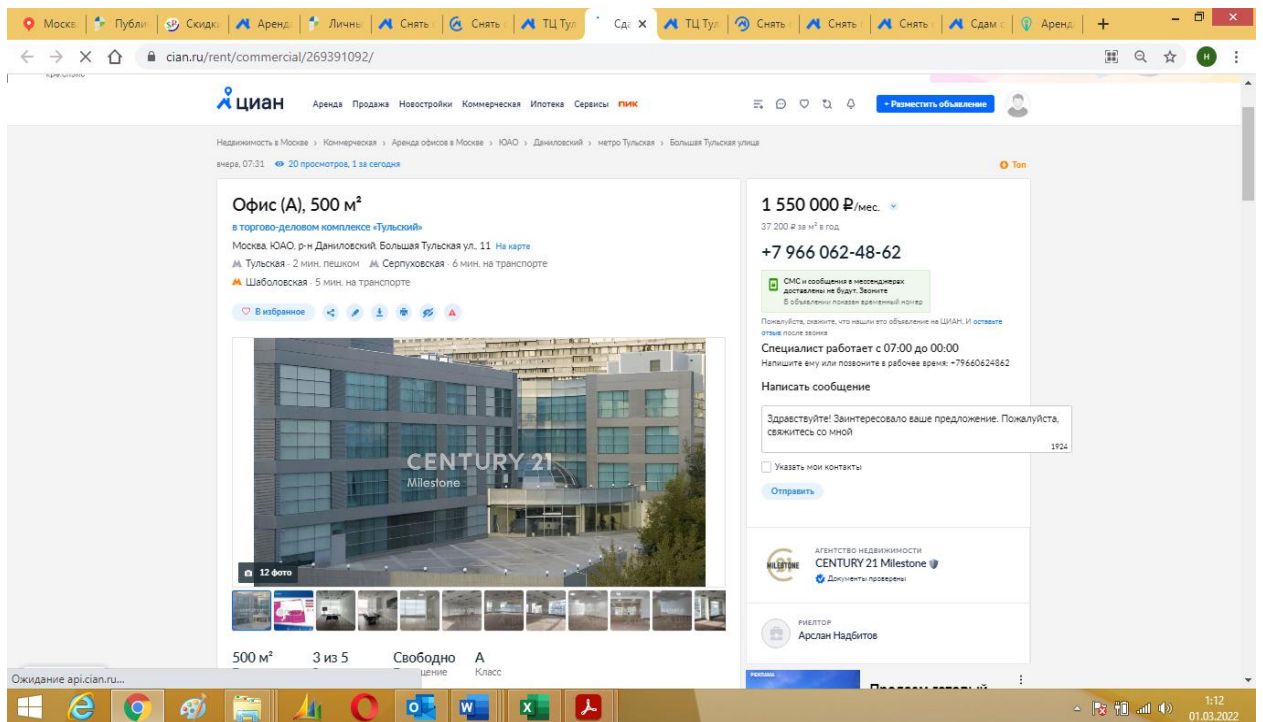 Москв
Публи
Скидк
Аренд
Личны
Снять
Снять
ТЦ Тул
Сда
ТЦ Тул
Снять
Снять
Снять
Сдам с
Аренд
cian.ru/rent/commercial/269391092/
Н
циан
Аренда Продажа Новостройки Коммерческая Ипотека Сервисы ПИК
+ Разместить объявление
Недвижимость в Москве › Коммерческая › Аренда офисов в Москве › ЮАО › Даниловский › метро Тульская › Большая Тульская улица
вчера, 07:31 20 просмотров, 1 за сегодня
Топ
Офис (А), 500 м²
в торгово-деловом комплексе «Тульский»
Москва, ЮАО, р-н Даниловский, Большая Тульская ул., 11 На карте
Тульская · 2 мин. пешком Серпуховская · 6 мин. на транспорте
Шаболовская · 5 мин. на транспорте
В избранное
CENTURY 21
Milestone
12 фото
500 м² 3 из 5 Свободно А
Класс
1 550 000 ₽/мес.
37 200 ₽ за м² в год
+7 966 062-48-62
СМС и сообщения в мессенджерах
доставлены не будут. Звоните
В объявлении показан временный номер
Пожалуйста, скажите, что нашли это объявление на ЦИАН. И оставьте
отзыв после звонка
Специалист работает с 07:00 до 00:00
Напишите ему или позвоните в рабочее время: +79660624862
Написать сообщение
Здравствуйте! Заинтересовало ваше предложение. Пожалуйста,
свяжитесь со мной
1924
Указать мои контакты
Отправить
MILESTONE
АГЕНТСТВО НЕДВИЖИМОСТИ
CENTURY 21 Milestone
Документы проверены
РИЕЛТОР
Арслан Надбитов
РЕКЛАМА
Ожидание api.cian.ru...
1:12
01.03.2022